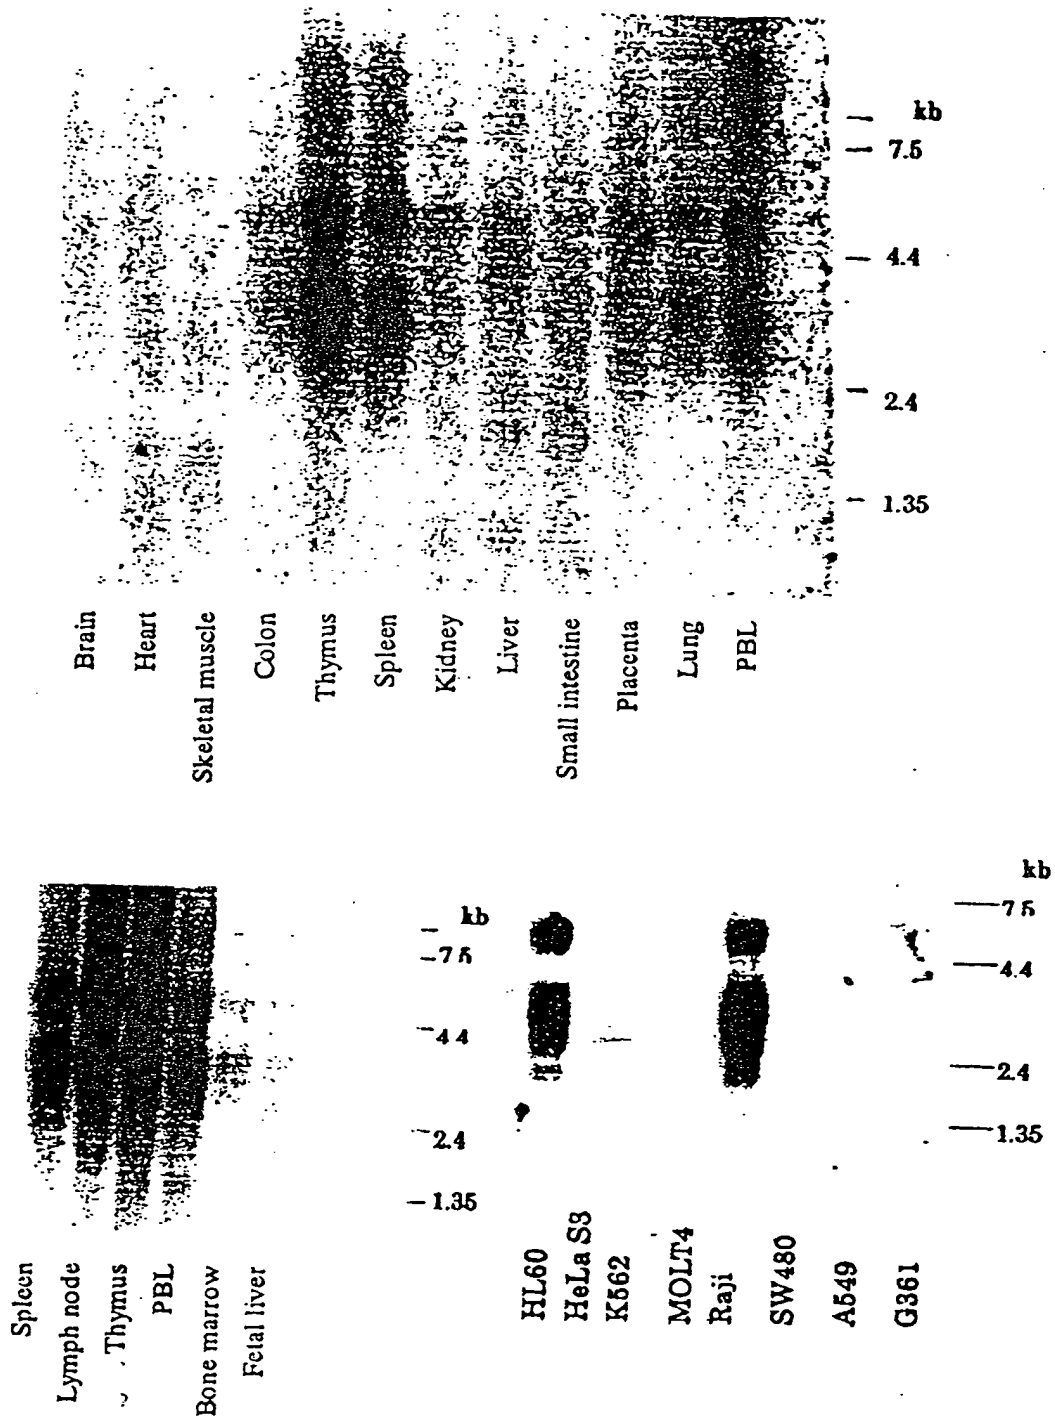 kb
7.5
4.4
2.4
1.35
Brain
Heart
Skeletal muscle
Colon
Thymus
Spleen
Kidney
Liver
Small intestine
Placenta
Lung
PBL
kb
7.5
4.4
2.4
1.35
Spleen
Lymph node
Thymus
PBL
Bone marrow
Fetal liver
kb
7.5
4.4
2.4
1.35
HL60
HeLa S3
K562
MOLT4
Raji
SW480
A549
G361